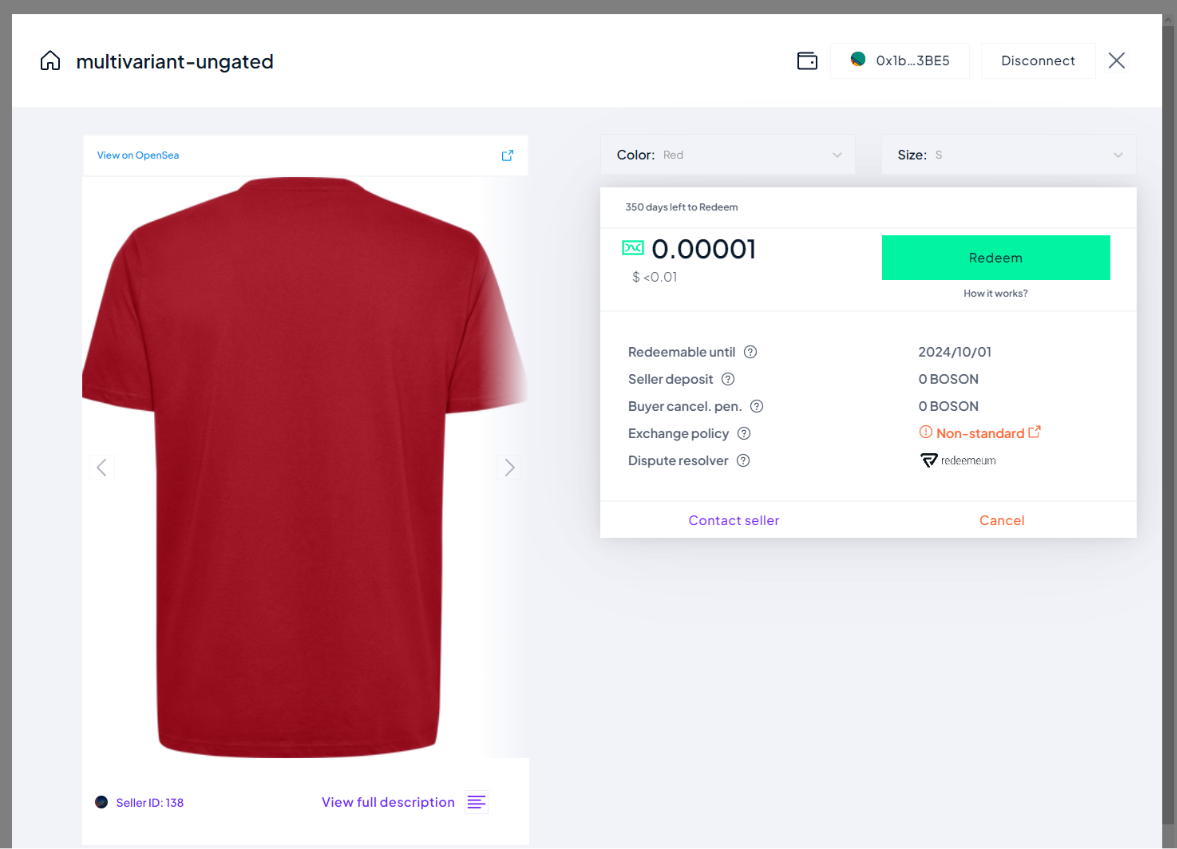 multivariant-ungated
0x1b...3BE5
Disconnect
View on OpenSea
Color: Red
Size: S
350 days left to Redeem
0.00001
$ <0.01
Redeem
How it works?
Redeemable until 2024/10/01
Seller deposit 0 BOSON
Buyer cancel. pen. 0 BOSON
Exchange policy Non-standard
Dispute resolver redeemeum
Contact seller
Cancel
Seller ID: 138
View full description